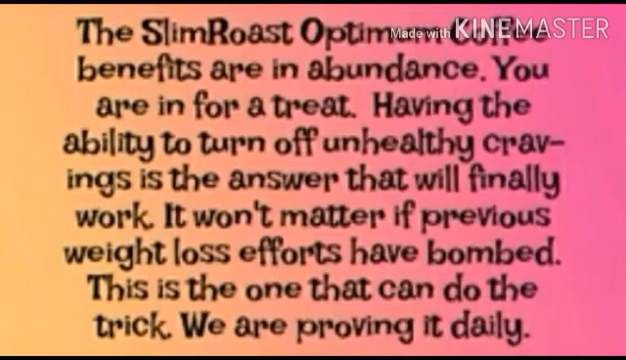 The SlimRoast Optimum
Made with KINEMASTER
benefits are in abundance. You
are in for a treat. Having the
ability to turn off unhealthy crav-
ings is the answer that will finally
work. It won't matter if previous
weight loss efforts have bombed.
This is the one that can do the
trick. We are proving it daily.